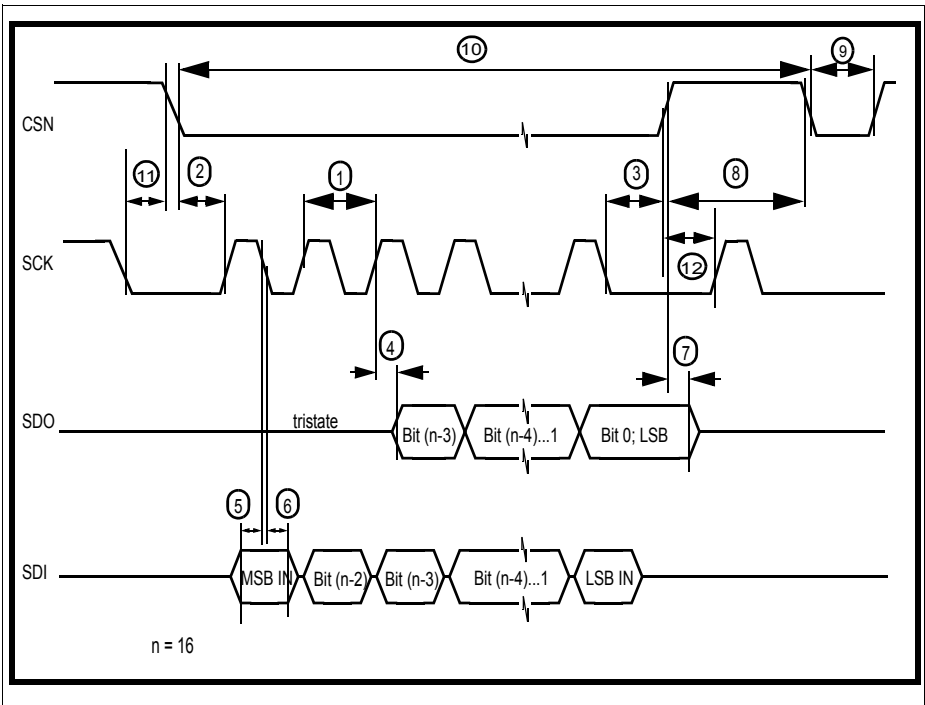 10
9
CSN
11
2
1
3
8
SCK
12
4
7
SDO
tristate
Bit (n-3)
Bit (n-4)...1
Bit 0; LSB
5
6
SDI
MSB IN
Bit (n-2)
Bit (n-3)
Bit (n-4)...1
LSB IN
n = 16